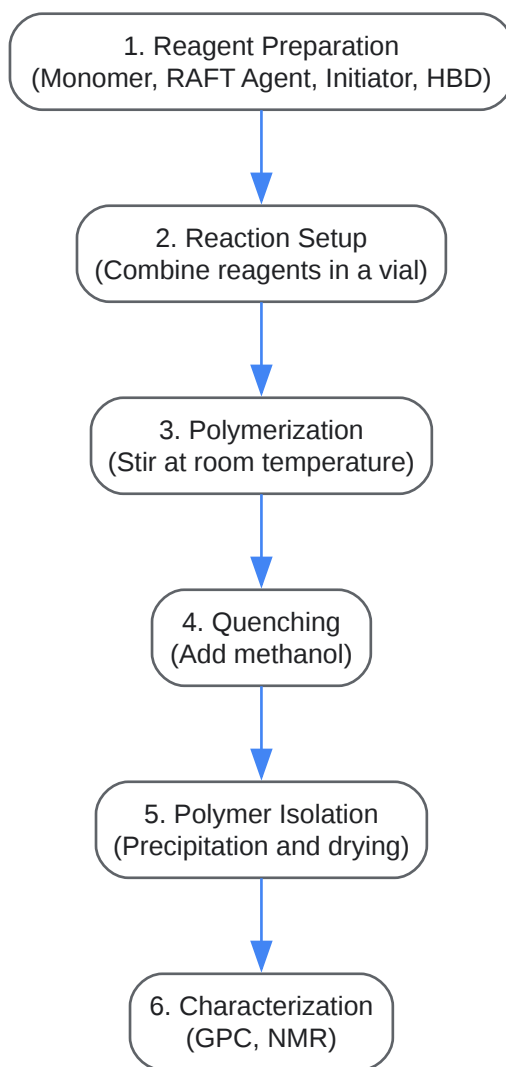 1. Reagent Preparation
(Monomer, RAFT Agent, Initiator, HBD)
2. Reaction Setup
(Combine reagents in a vial)
3. Polymerization
(Stir at room temperature)
4. Quenching
(Add methanol)
5. Polymer Isolation
(Precipitation and drying)
6. Characterization
(GPC, NMR)